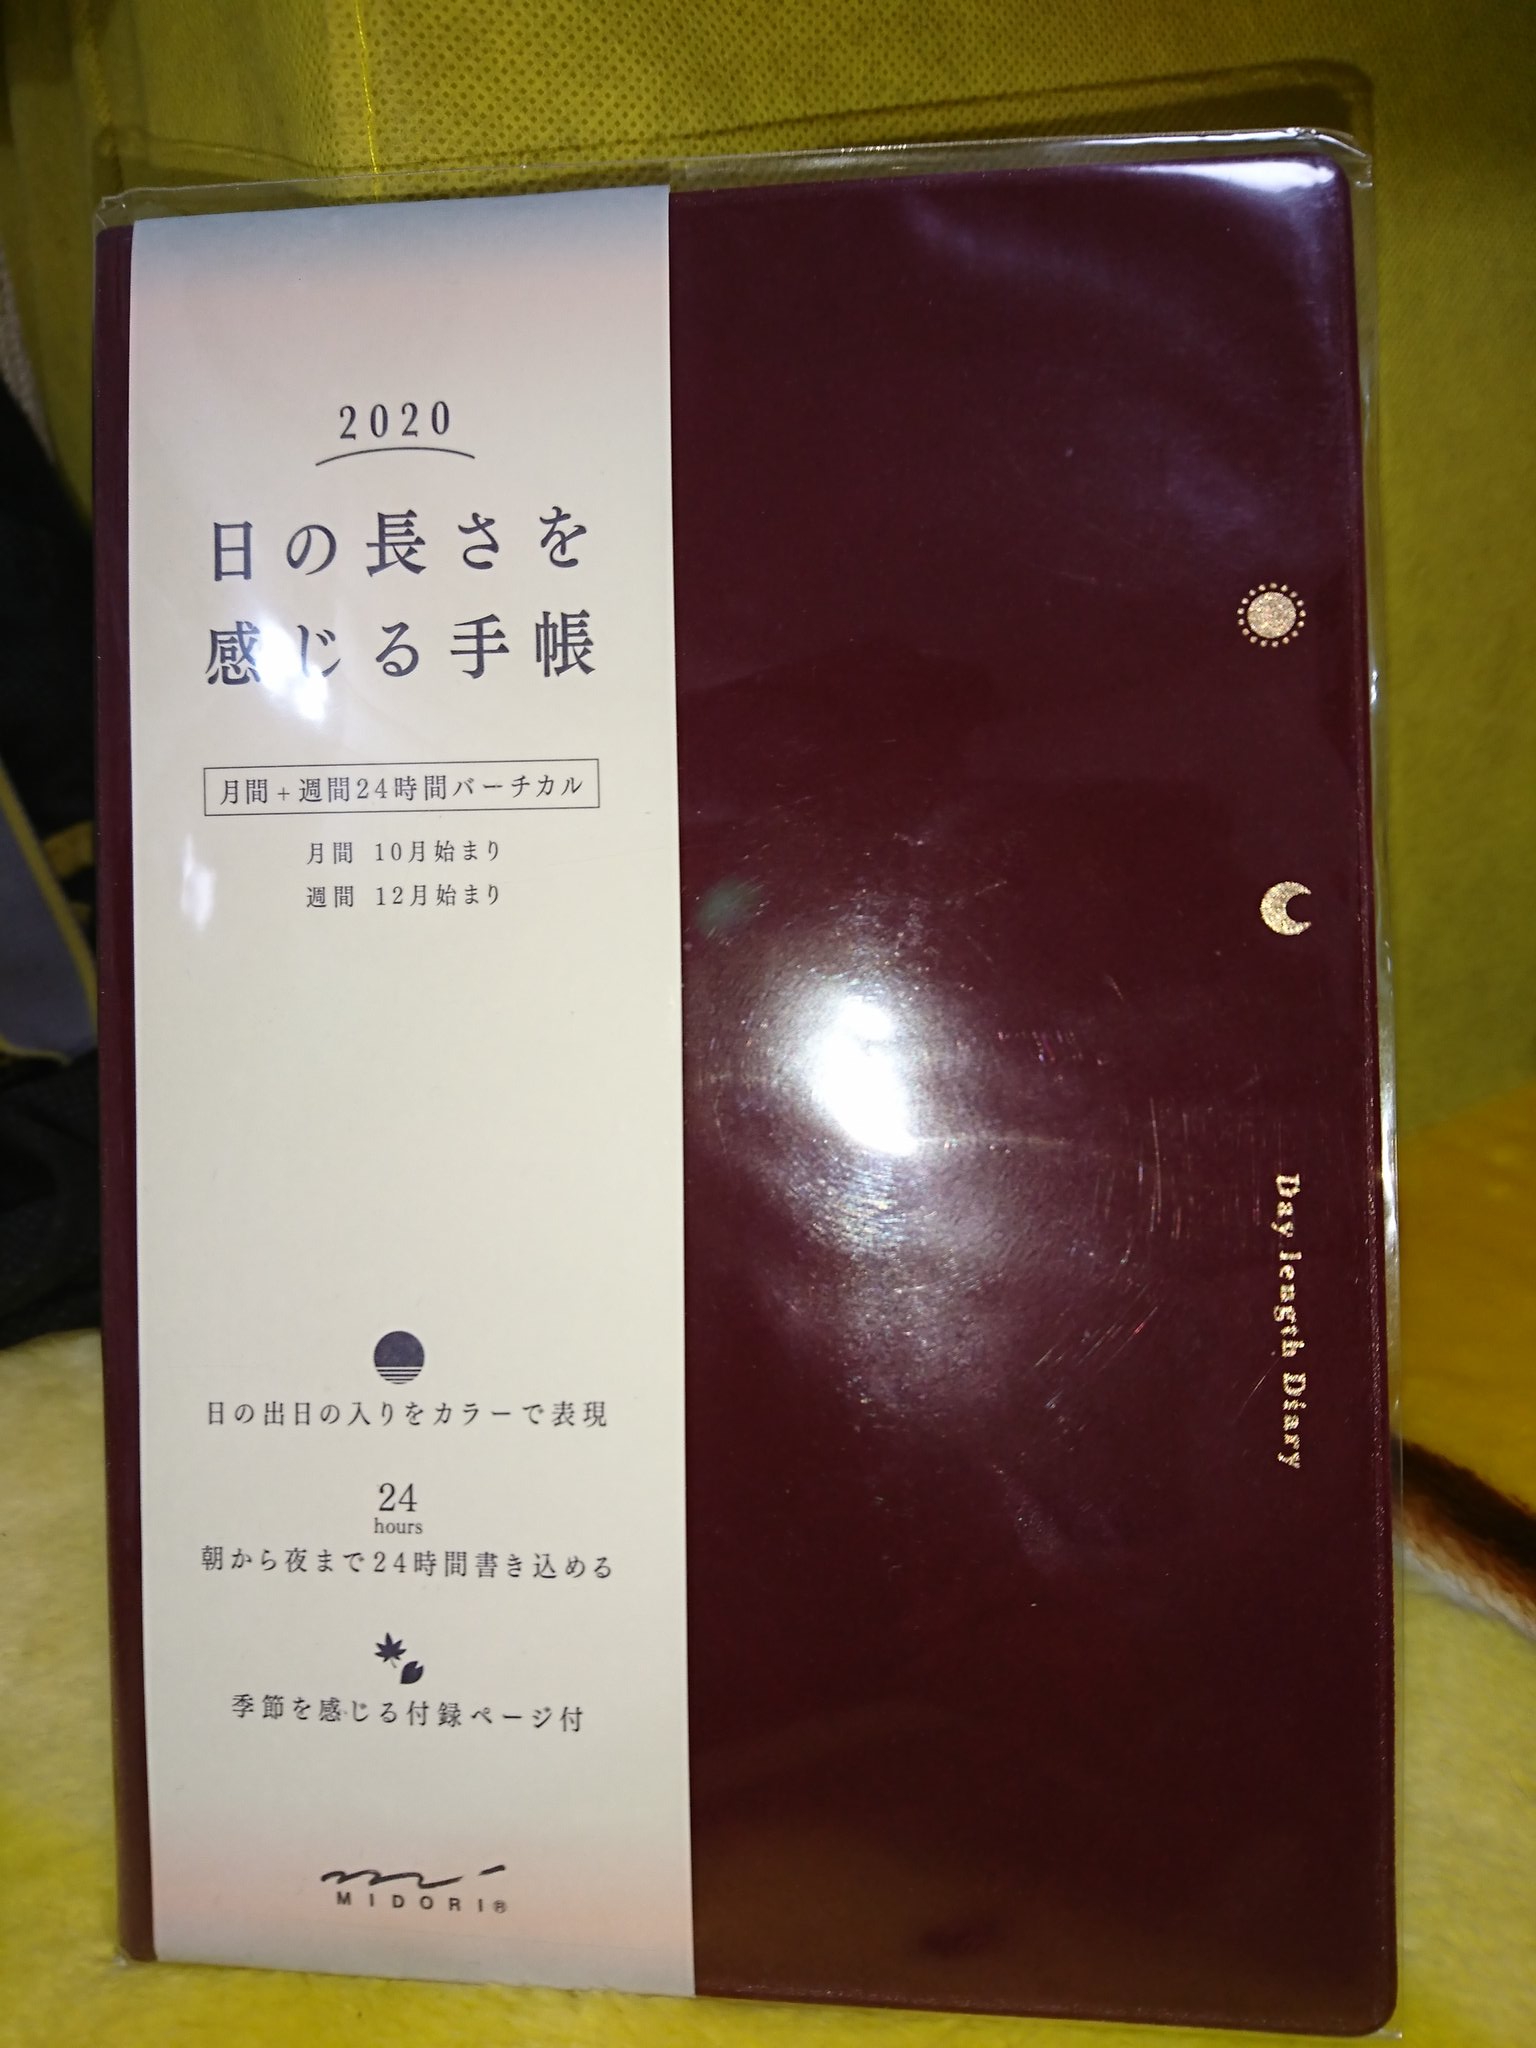 2020
日の長さを
感じる手帳
月間+週間24時間バーチカル
月間 10月始まり
週間 12月始まり
日の出日の入りをカラーで表現
24
hours
朝から夜まで24時間書き込める
季節を感じる付録ページ付
MIDORI®
Day length Diary